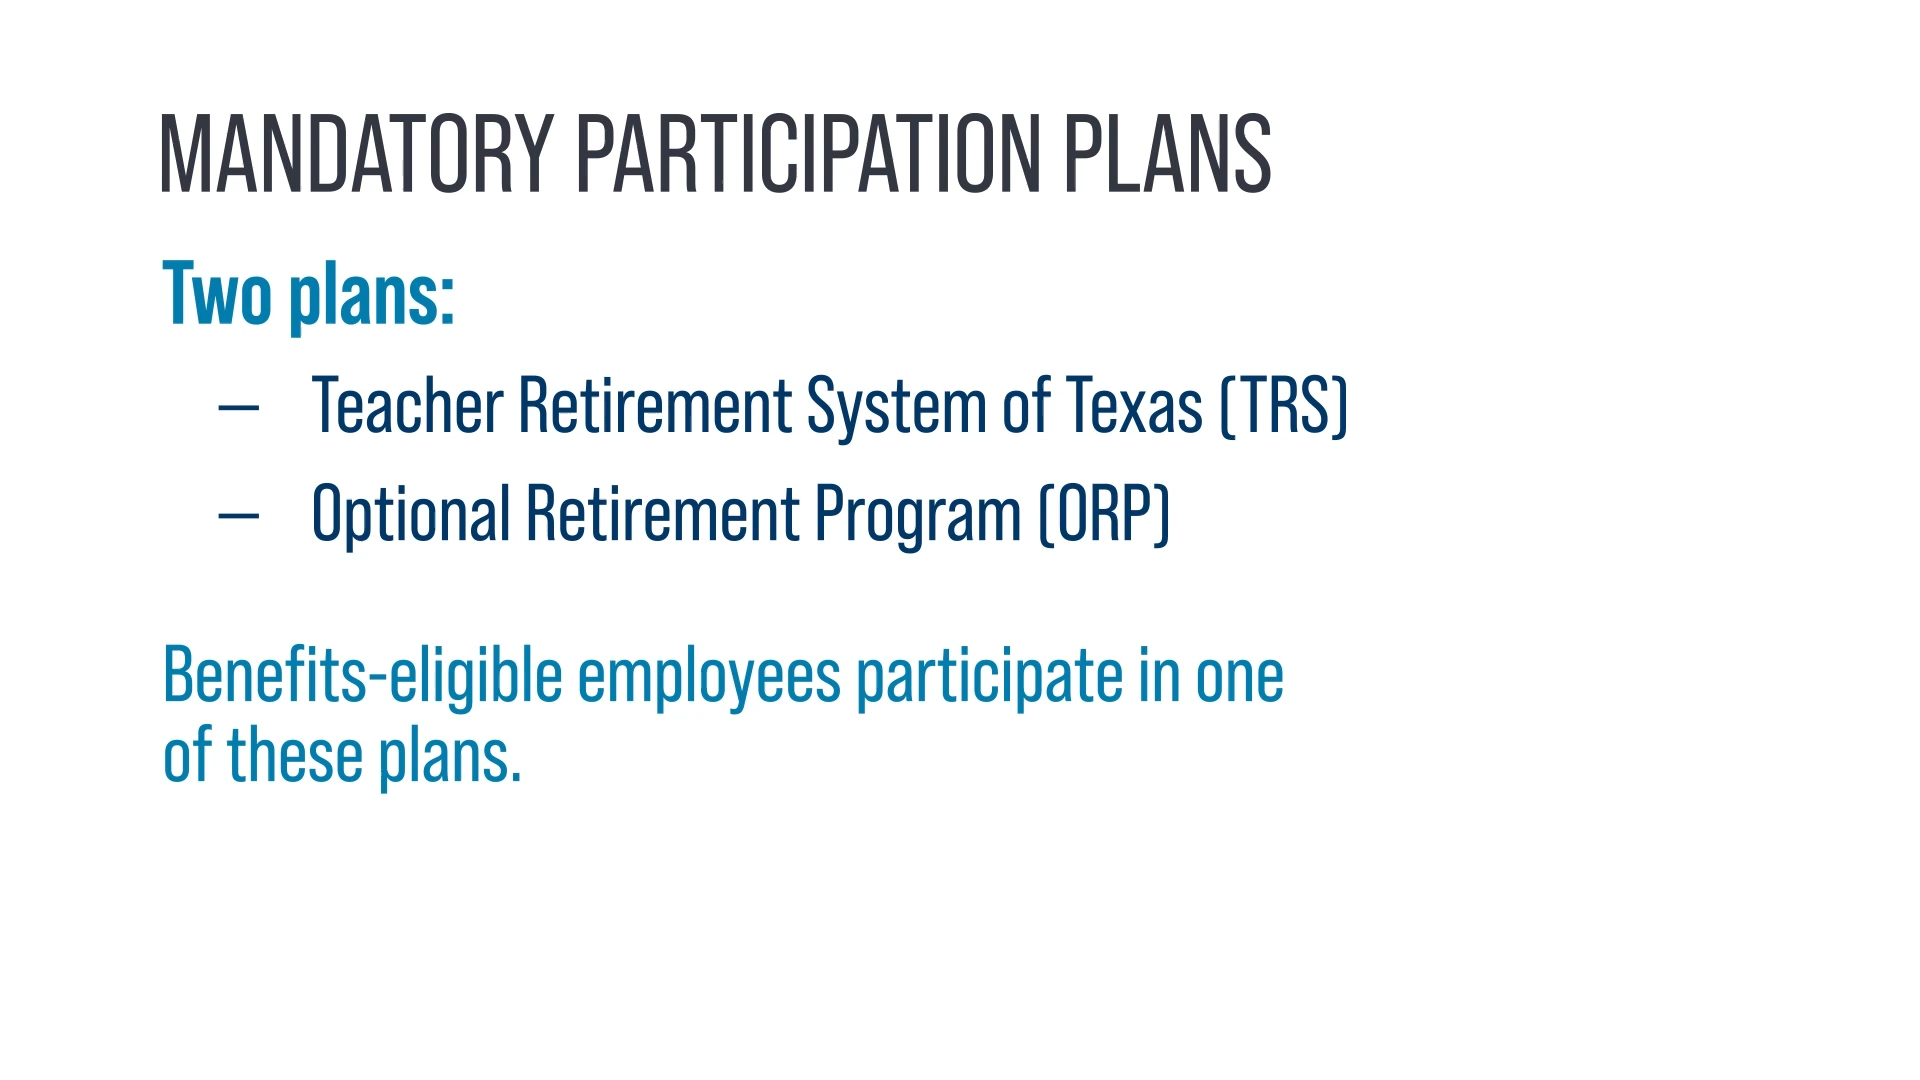 MANDATORY PARTICIPATION PLANS
Two plans:
— Teacher Retirement System of Texas (TRS)
— Optional Retirement Program (ORP)
Benefits-eligible employees participate in one
of these plans.